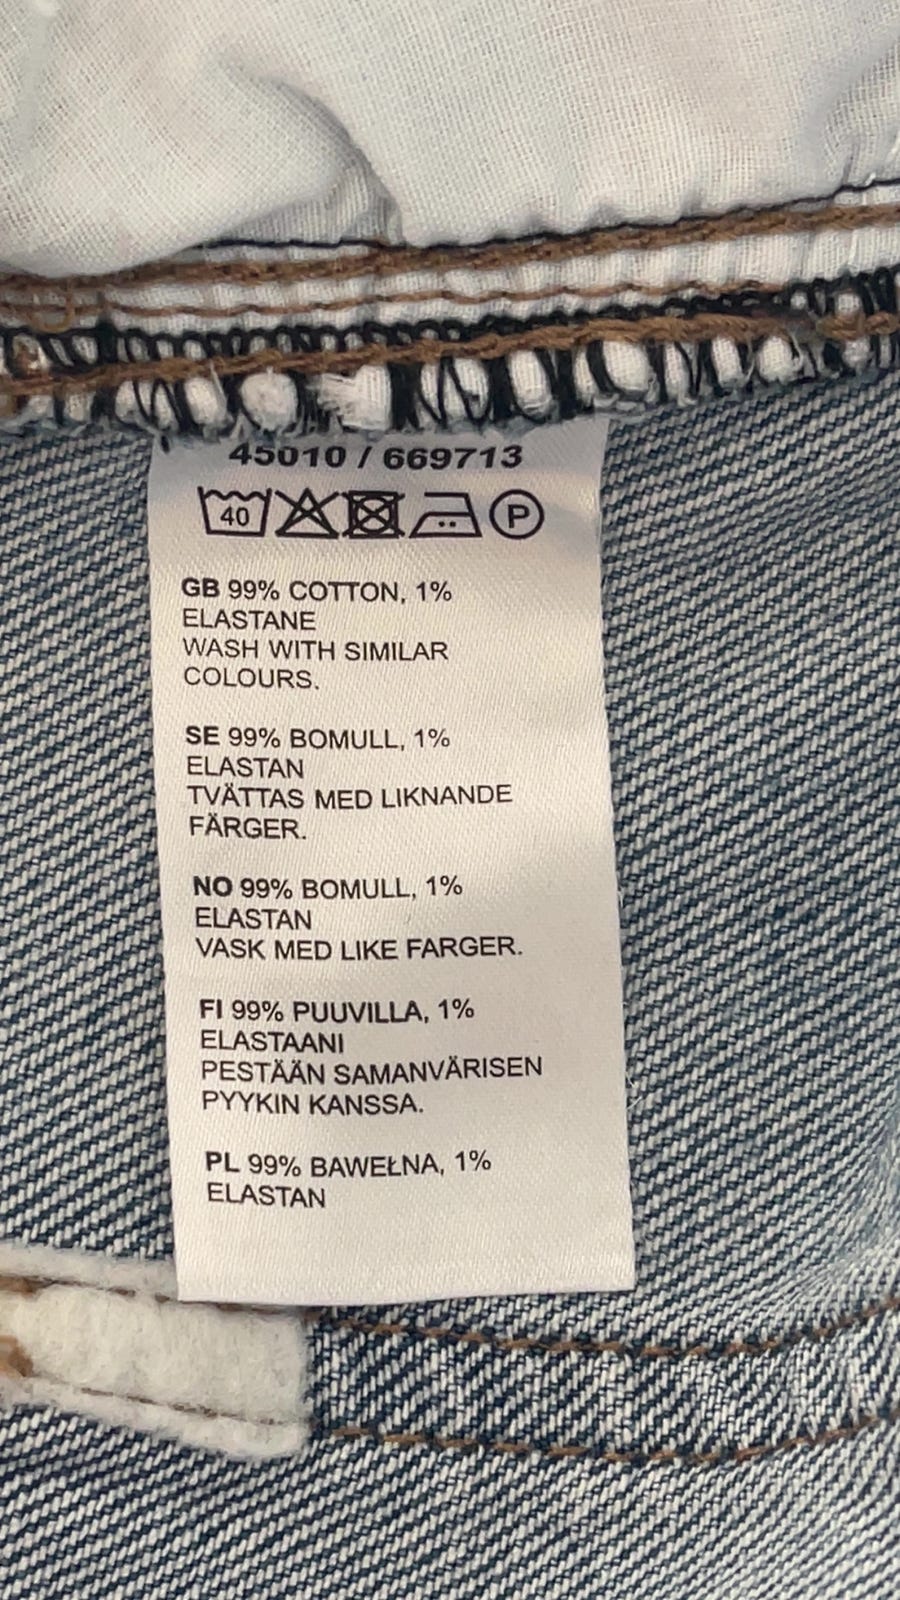 45010 / 669713
40 P
GB 99% COTTON, 1%
ELASTANE
WASH WITH SIMILAR
COLOURS.
SE 99% BOMULL, 1%
ELASTAN
TVÄTTAS MED LIKNANDE
FÄRGER.
NO 99% BOMULL, 1%
ELASTAN
VASK MED LIKE FARGER.
FI 99% PUUVILLA, 1%
ELASTAANI
PESTÄÄN SAMANVÄRISEN
PYYKIN KANSSA.
PL 99% BAWEŁNA, 1%
ELASTAN